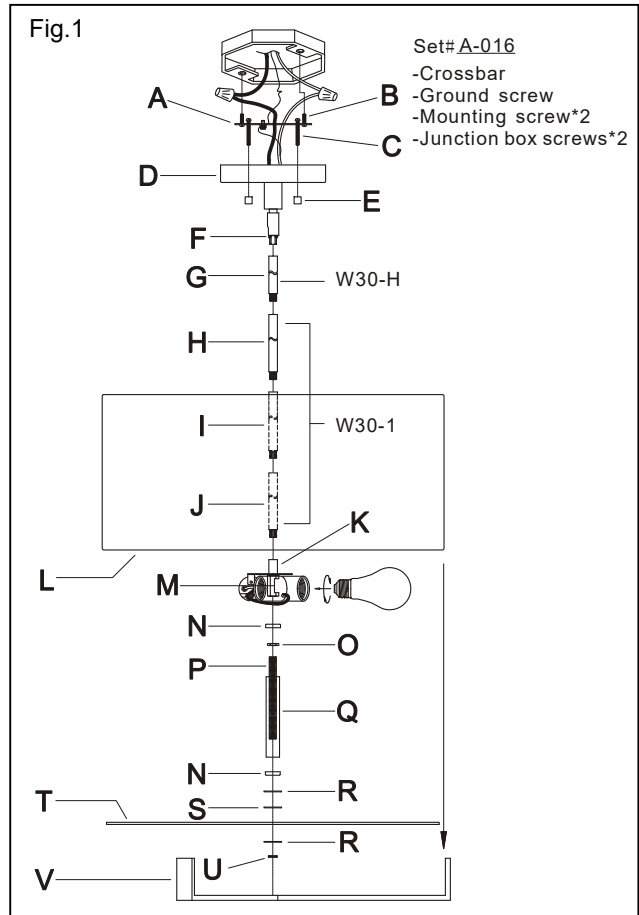 Fig.1
Set# A-016
-Crossbar
-Ground screw
-Mounting screw*2
-Junction box screws*2
A
B
C
D
E
F
G
W30-H
H
I
W30-1
J
K
L
M
N
O
P
Q
N
R
T
S
R
U
V